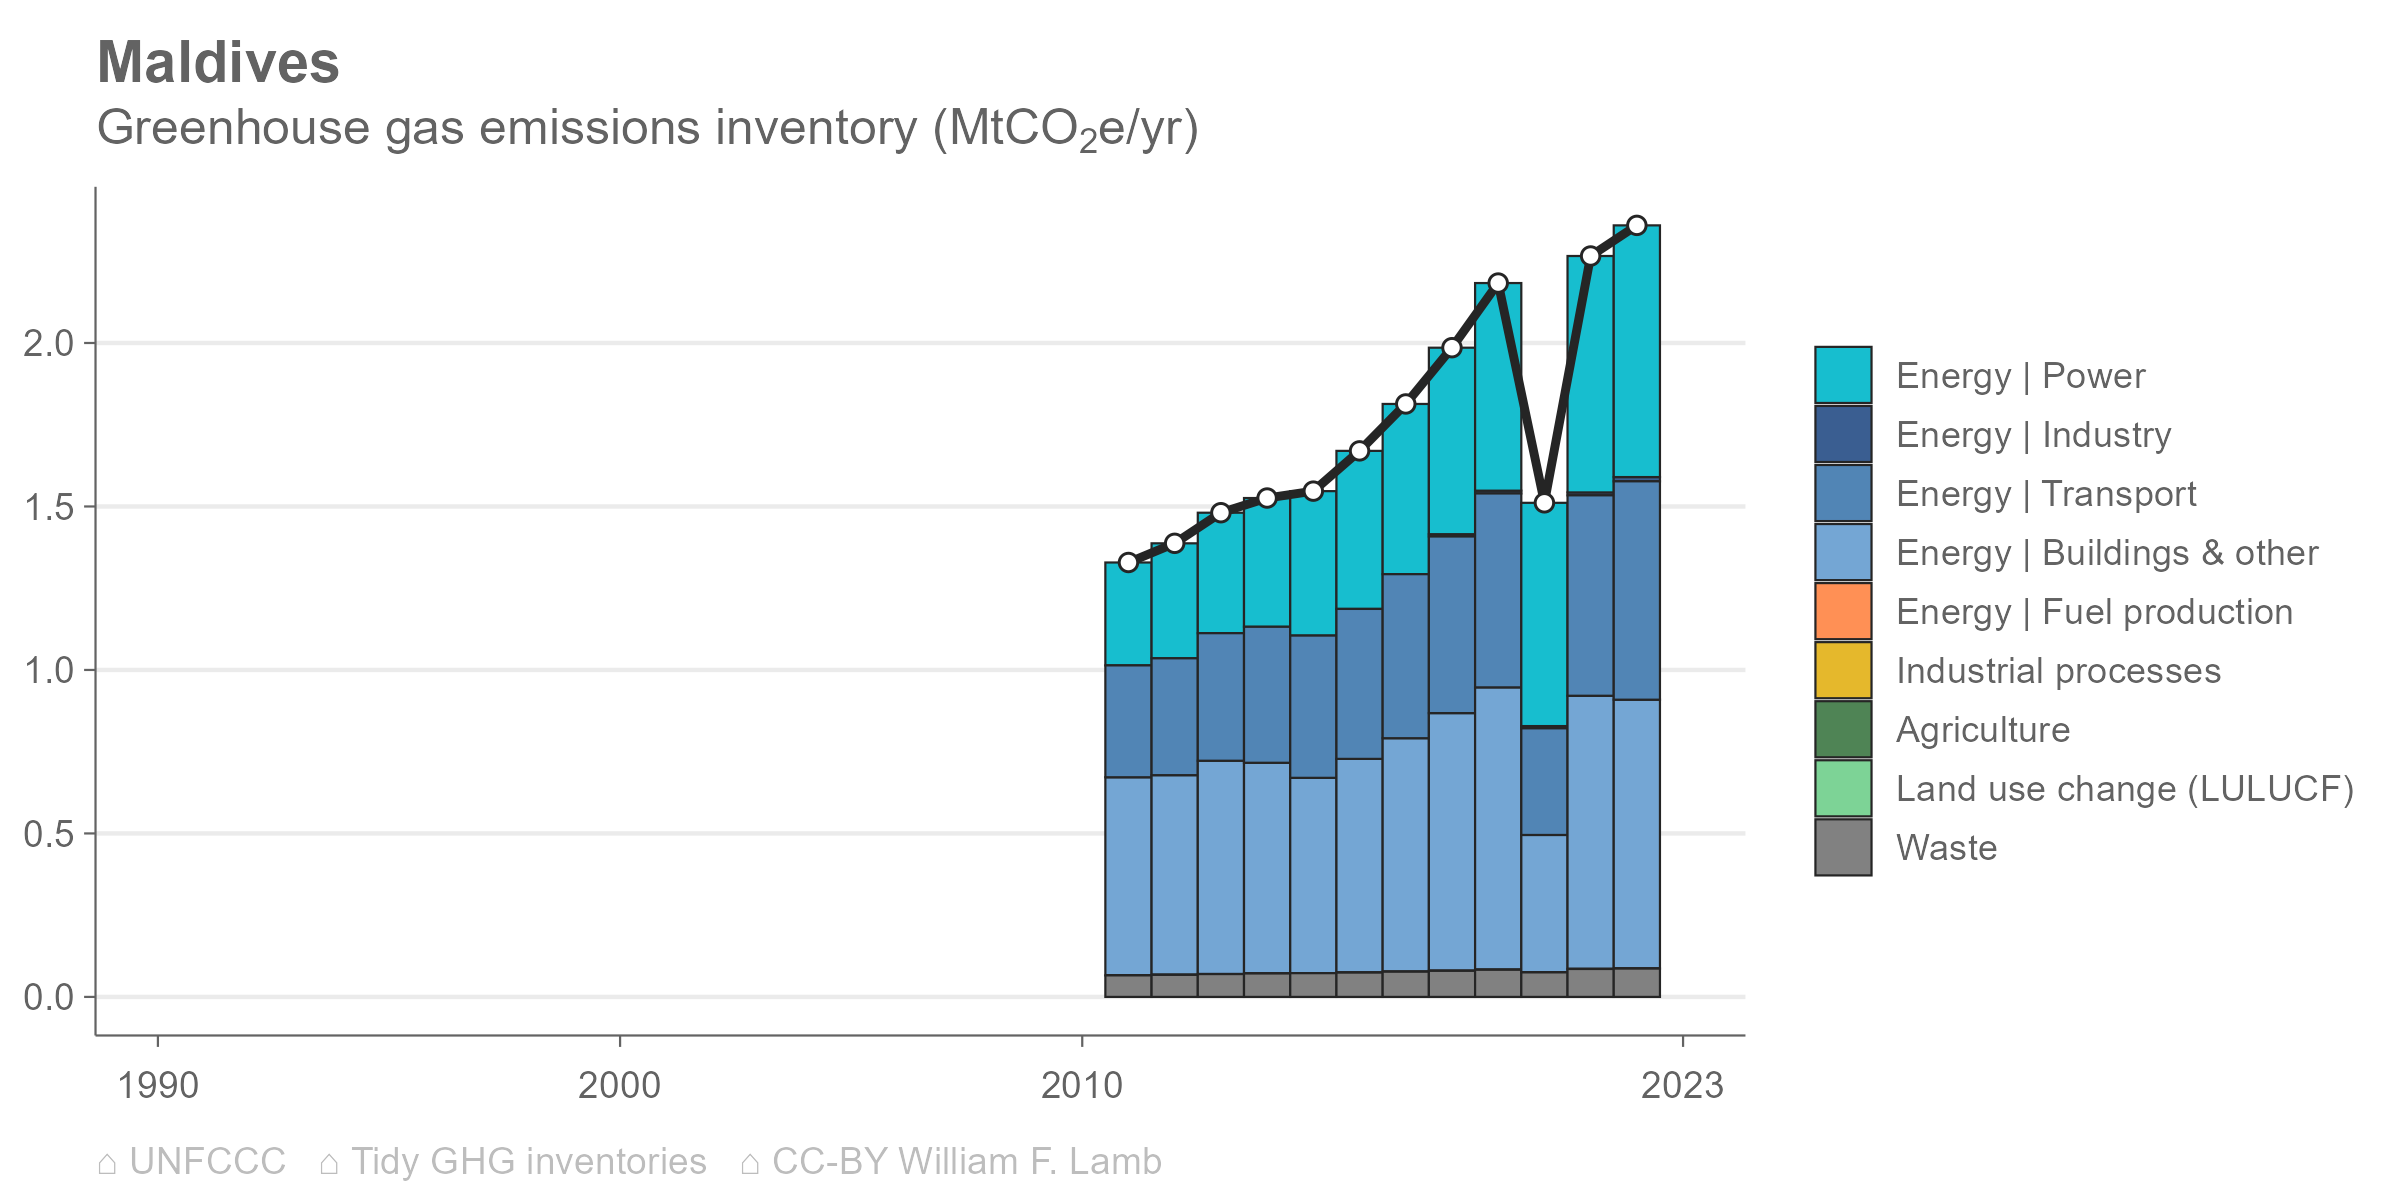 Maldives
Greenhouse gas emissions inventory (MtCO₂e/yr)
2.0
1.5
1.0
0.5
0.0
1990 2000 2010 2023
Energy | Power
Energy | Industry
Energy | Transport
Energy | Buildings & other
Energy | Fuel production
Industrial processes
Agriculture
Land use change (LULUCF)
Waste
⌂ UNFCCC ⌂ Tidy GHG inventories ⌂ CC-BY William F. Lamb